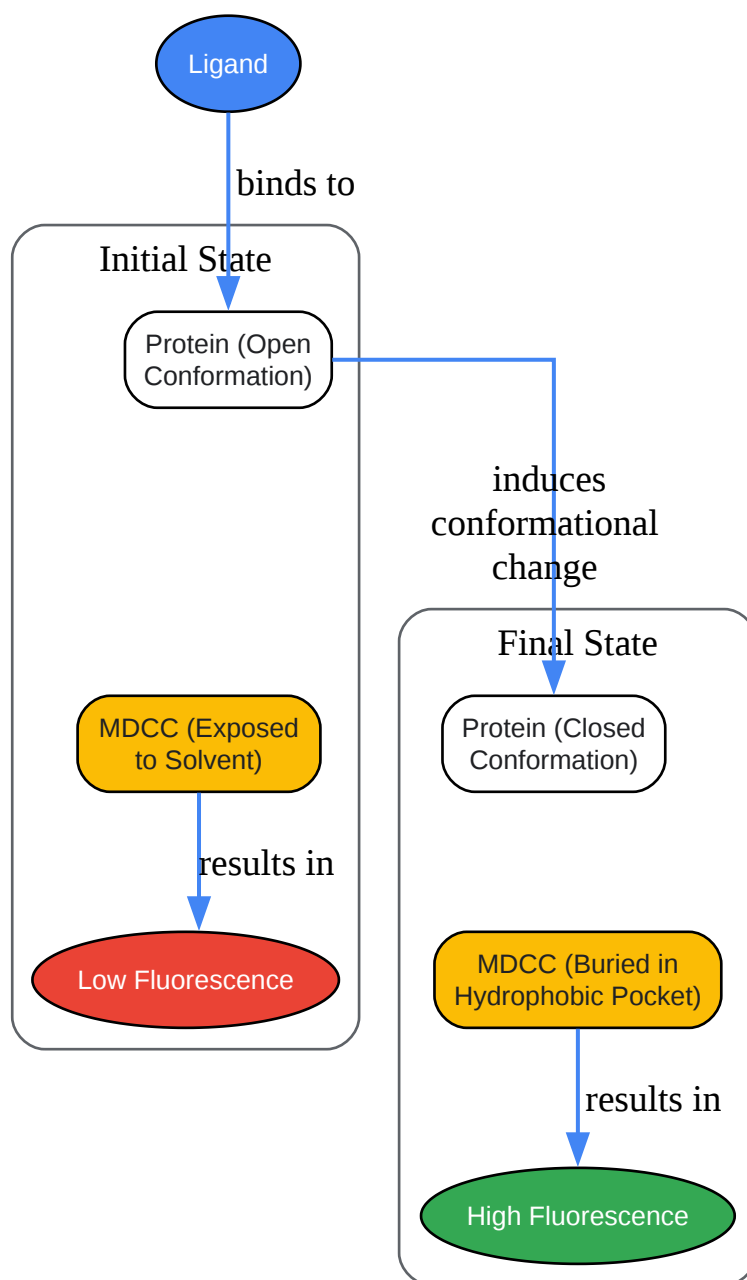 Ligand
binds to
Initial State
Protein (Open
Conformation)
induces
conformational
change
Final State
MDCC (Exposed
to Solvent)
Protein (Closed
Conformation)
results in
Low Fluorescence
MDCC (Buried in
Hydrophobic Pocket)
results in
High Fluorescence